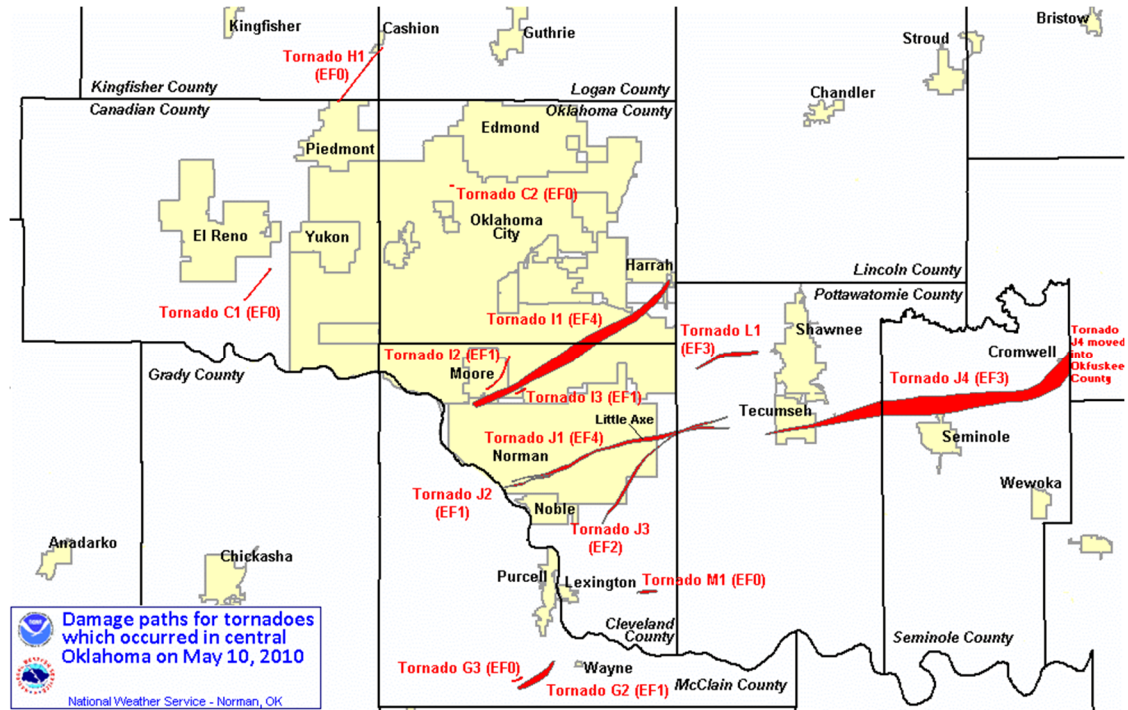 Kingfisher
Cashion
Guthrie
Bristow
Stroud
Tornado H1
(EF0)
Kingfisher County
Logan County
Chandler
Canadian County
Oklahoma County
Edmond
Piedmont
Tornado C2 (EF0)
El Reno
Yukon
Oklahoma
City
Harrah
Lincoln County
Pottawatomie County
Tornado C1 (EF0)
Tornado I1 (EF4)
Tornado L1
(EF3)
Shawnee
Tornado
J4 moved
into
Okfuskee
County
Cromwell
Grady County
Tornado I2 (EF1)
Moore
Tornado I3 (EF1)
Tornado J4 (EF3)
Little Axe
Tecumseh
Tornado J1 (EF4)
Norman
Seminole
Tornado J2
(EF1)
Noble
Tornado J3
(EF2)
Wewoka
Anadarko
Chickasha
Purcell
Lexington
Tornado M1 (EF0)
Cleveland
County
Seminole County
Tornado G3 (EF0)
Wayne
Tornado G2 (EF1)
McClain County
Damage paths for tornadoes
which occurred in central
Oklahoma on May 10, 2010
National Weather Service - Norman, OK